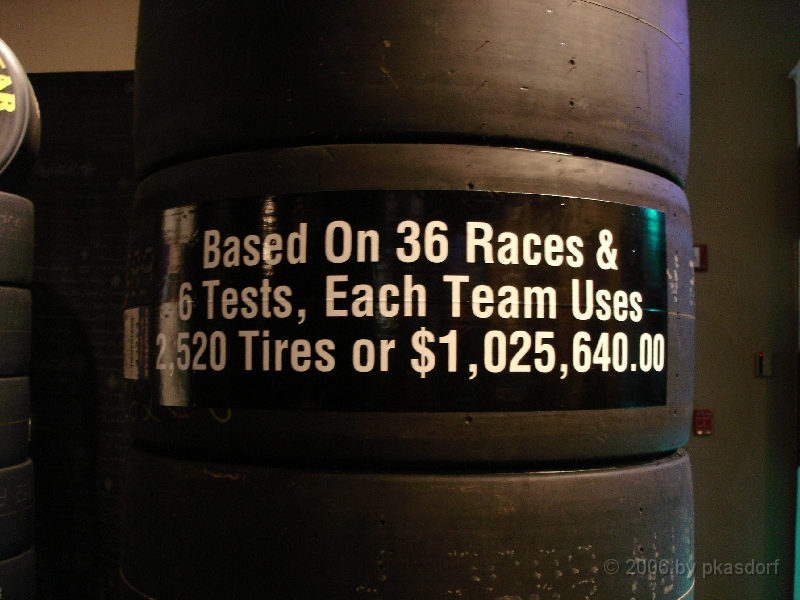 Based On 36 Races &
6 Tests, Each Team Uses
2,520 Tires or $1,025,640.00
© 2006 by pkasdorf